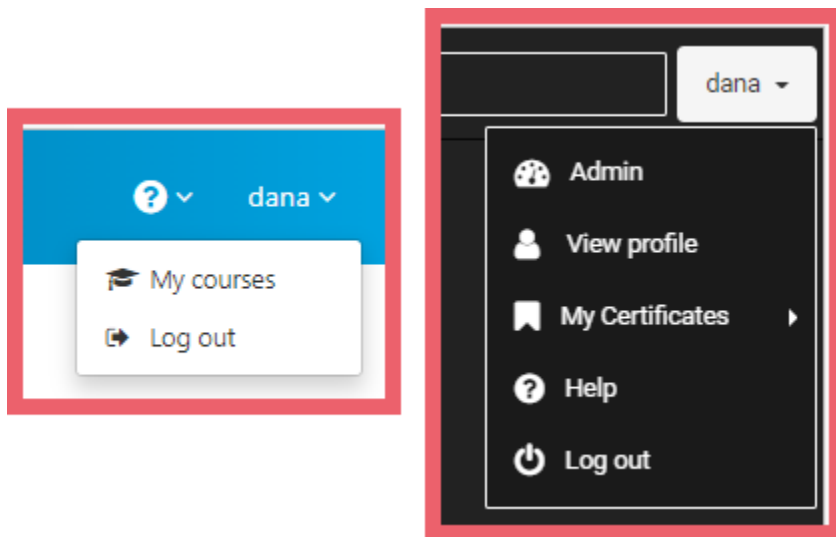 dana
My courses
Log out
dana
Admin
View profile
My Certificates
Help
Log out